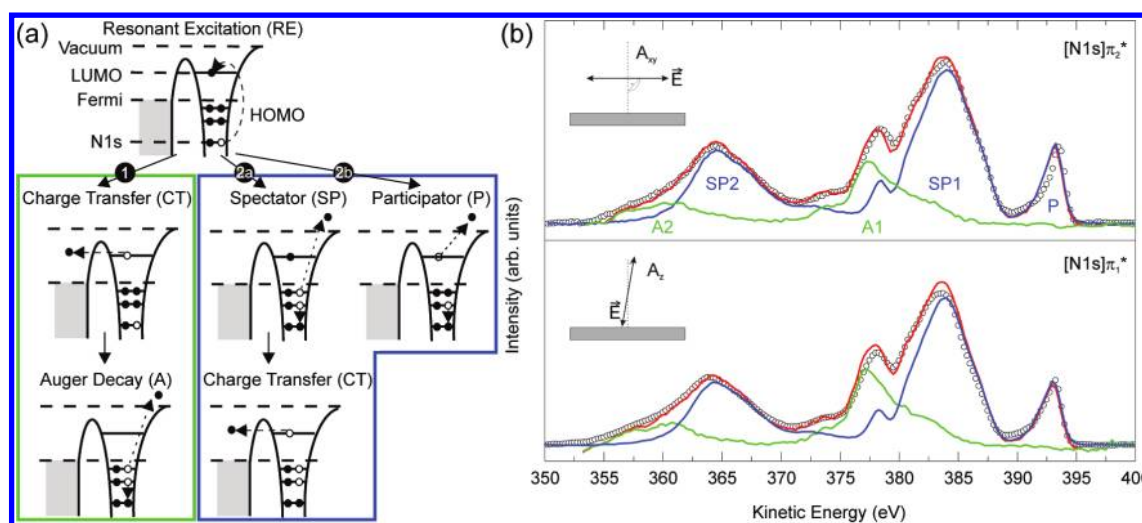 (a)
Resonant Excitation (RE)
Vacuum
LUMO
Fermi
HOMO
N1s
1
2a
2b
Charge Transfer (CT)
Spectator (SP)
Participator (P)
Auger Decay (A)
Charge Transfer (CT)
(b)
[N1s]π2*
Axy
E
SP2
SP1
P
A2
A1
[N1s]π1*
Az
E
Intensity (arb. units)
350 355 360 365 370 375 380 385 390 395 400
Kinetic Energy (eV)